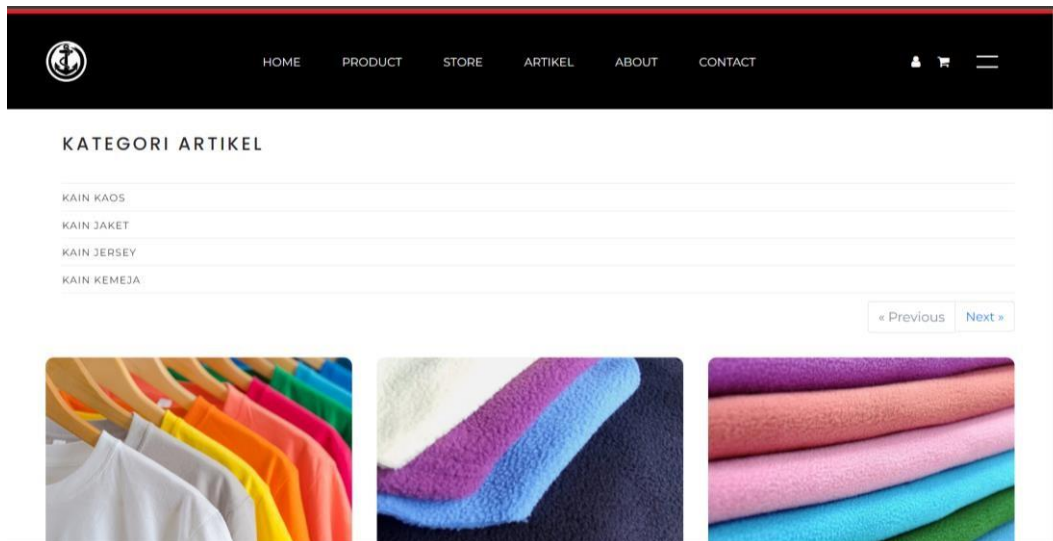 HOME PRODUCT STORE ARTIKEL ABOUT CONTACT
KATEGORI ARTIKEL
KAIN KAOS
KAIN JAKET
KAIN JERSEY
KAIN KEMEJA
« Previous Next »